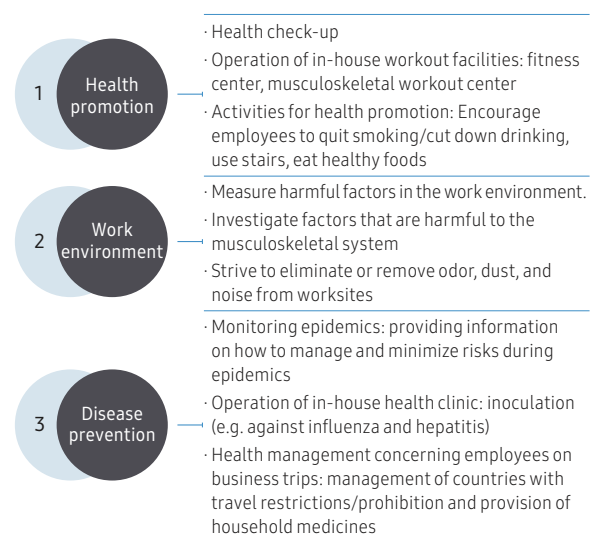 1
Health
promotion
· Health check-up
· Operation of in-house workout facilities: fitness
center, musculoskeletal workout center
· Activities for health promotion: Encourage
employees to quit smoking/cut down drinking,
use stairs, eat healthy foods
2
Work
environment
· Measure harmful factors in the work environment.
· Investigate factors that are harmful to the
musculoskeletal system
· Strive to eliminate or remove odor, dust, and
noise from worksites
3
Disease
prevention
· Monitoring epidemics: providing information
on how to manage and minimize risks during
epidemics
· Operation of in-house health clinic: inoculation
(e.g. against influenza and hepatitis)
· Health management concerning employees on
business trips: management of countries with
travel restrictions/prohibition and provision of
household medicines